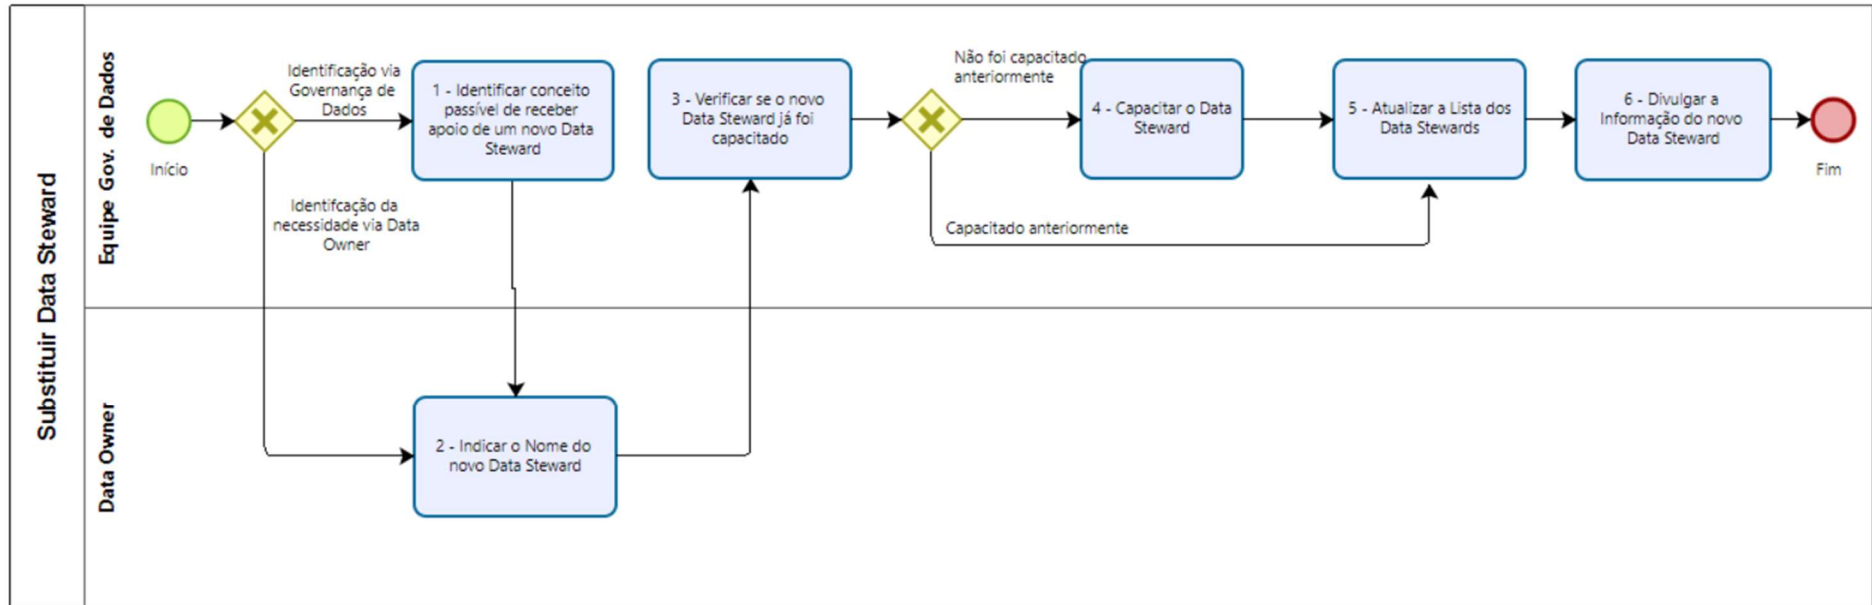 Substituir Data Steward
Equipe Gov. de Dados
Início
Identificação via
Governança de
Dados
Identifcação da
necessidade via Data
Owner
1 - Identificar conceito
passível de receber
apoio de um novo Data
Steward
3 - Verificar se o novo
Data Steward já foi
capacitado
Não foi capacitado
anteriormente
Capacitado anteriormente
4 - Capacitar o Data
Steward
5 - Atualizar a Lista dos
Data Stewards
6 - Divulgar a
Informação do novo
Data Steward
Fim
Data Owner
2 - Indicar o Nome do
novo Data Steward